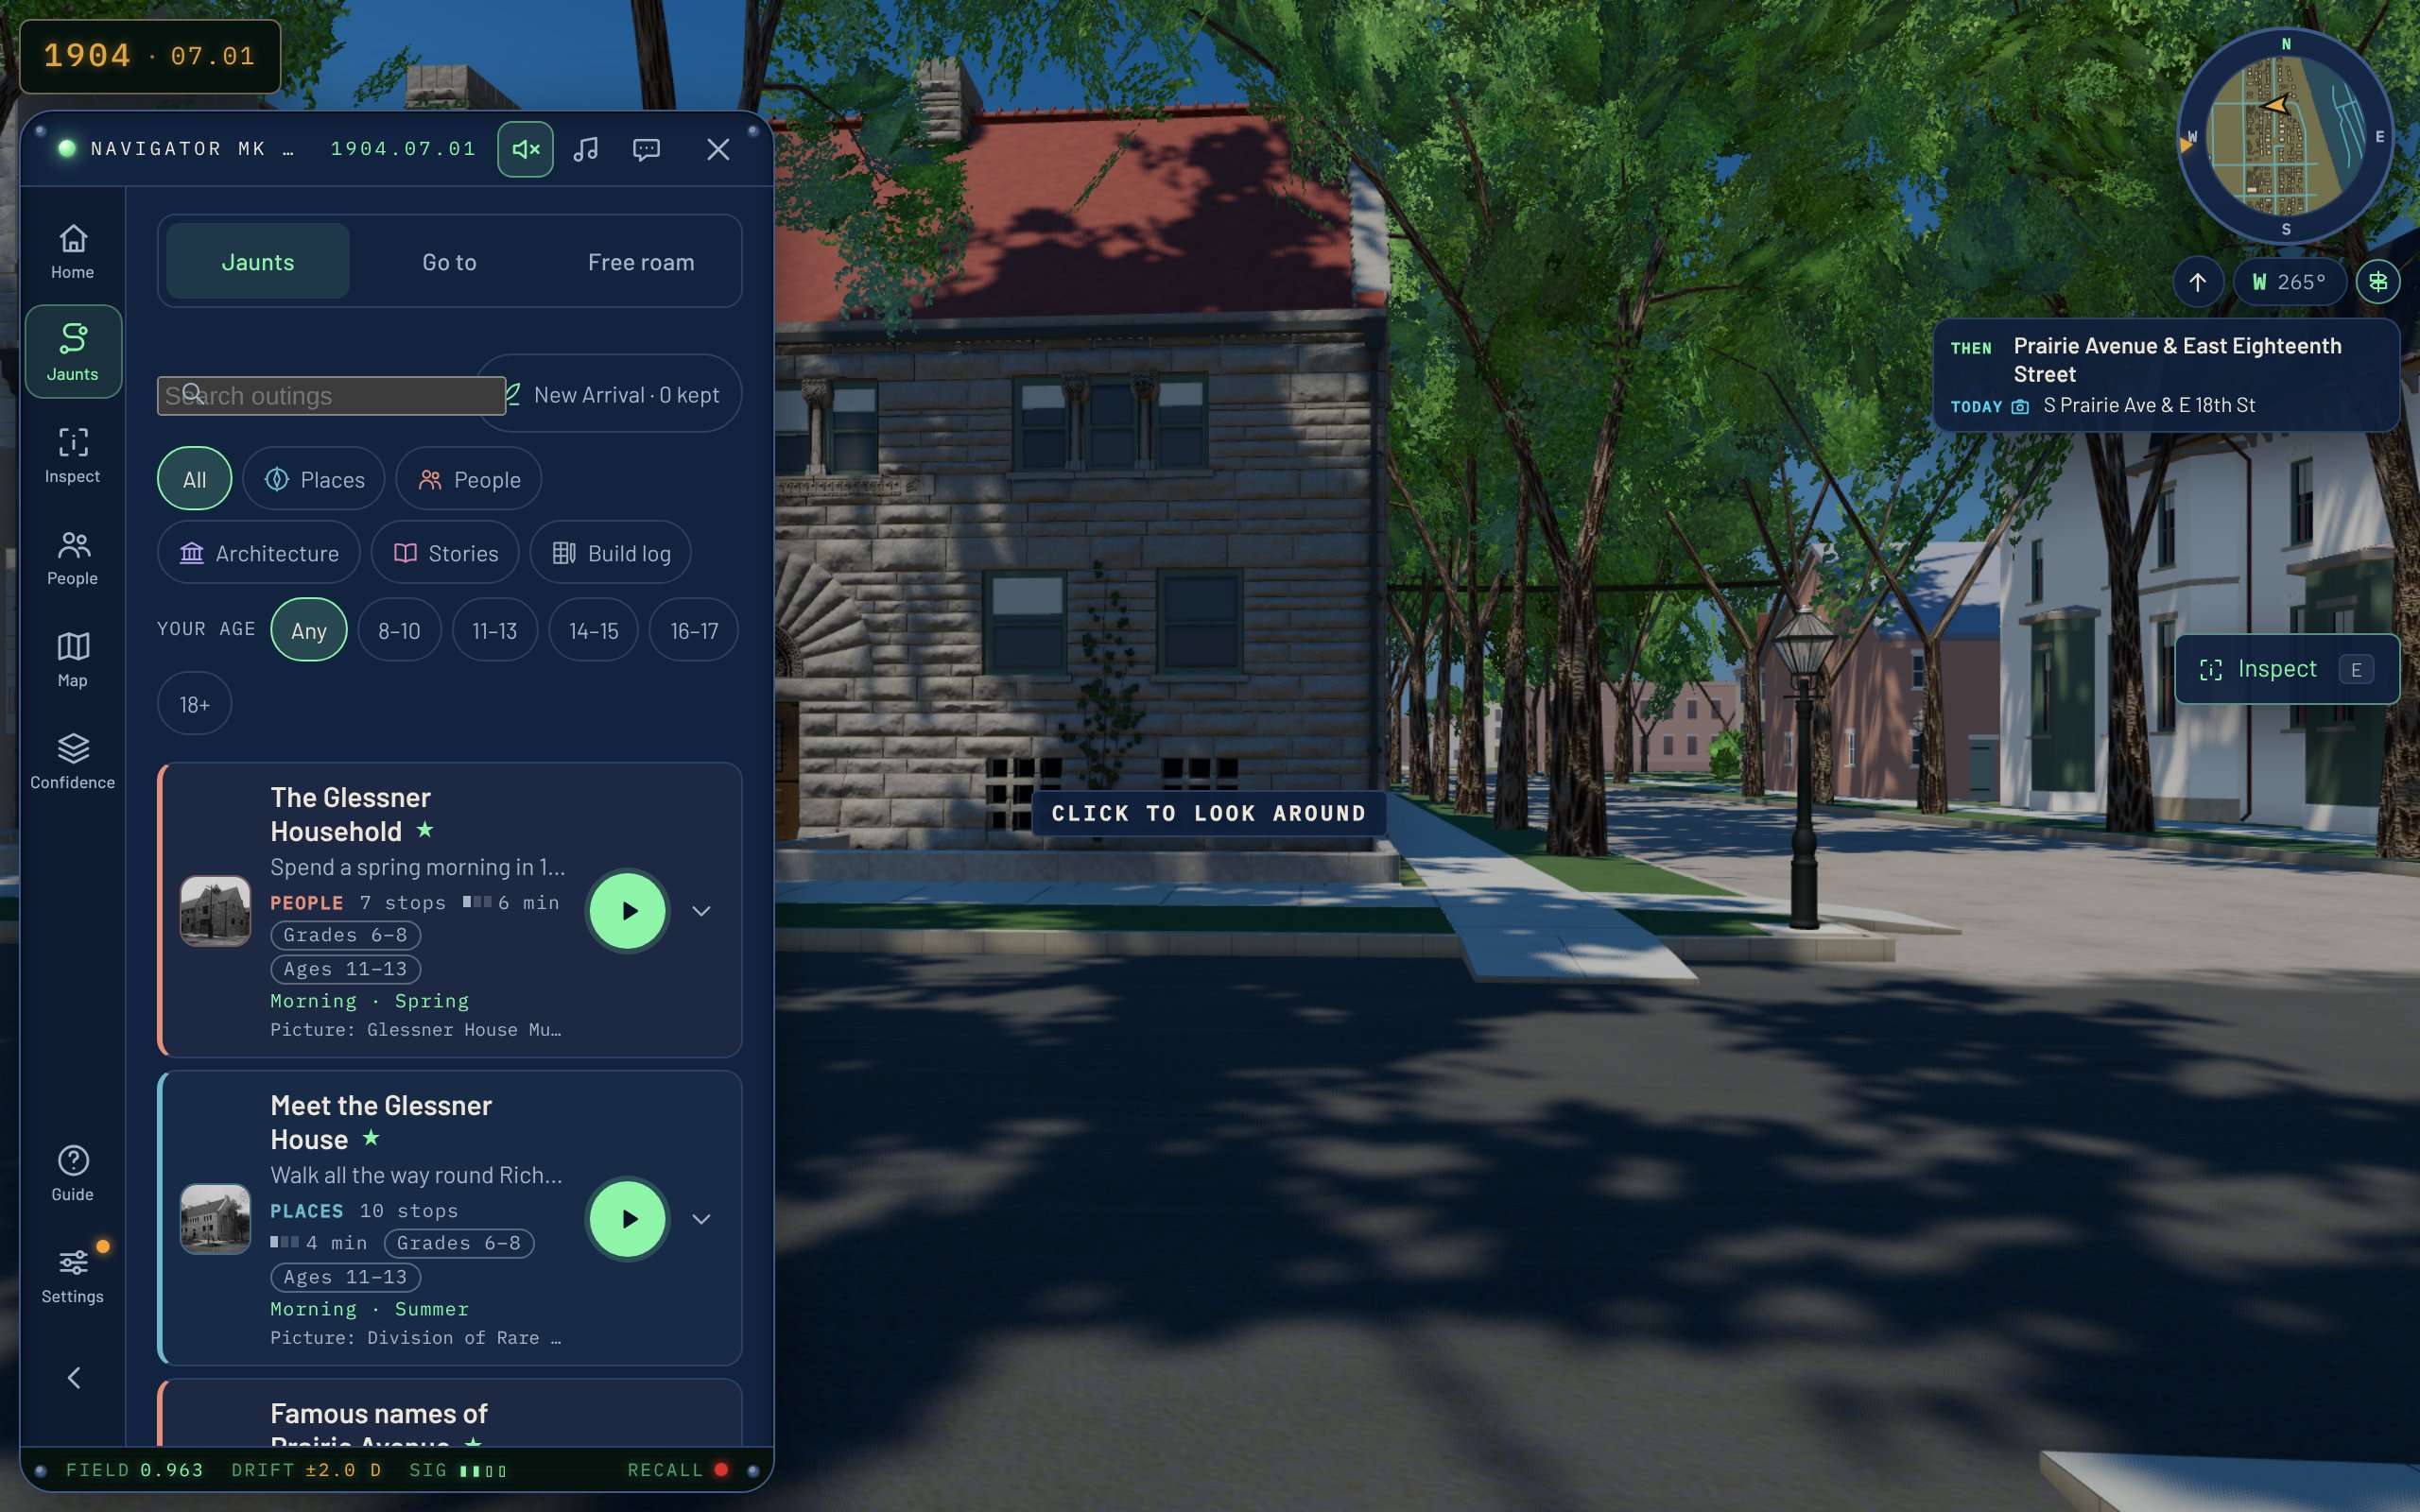 1904 · 07.01
N
W
E
S
NAVIGATOR MK … 1904.07.01
W 265°
THEN Prairie Avenue & East Eighteenth
Street
TODAY S Prairie Ave & E 18th St
Inspect E
CLICK TO LOOK AROUND
Home
Jaunts
Inspect
People
Map
Confidence
Guide
Settings
Jaunts Go to Free roam
Search outings
New Arrival · 0 kept
All Places People
Architecture Stories Build log
YOUR AGE Any 8–10 11–13 14–15 16–17
18+
The Glessner
Household ★
Spend a spring morning in 1…
PEOPLE 7 stops 6 min
Grades 6–8
Ages 11–13
Morning · Spring
Picture: Glessner House Mu…
Meet the Glessner
House ★
Walk all the way round Rich…
PLACES 10 stops
4 min Grades 6–8
Ages 11–13
Morning · Summer
Picture: Division of Rare …
Famous names of
Prairie Avenue ★
FIELD 0.963 DRIFT ±2.0 D SIG RECALL